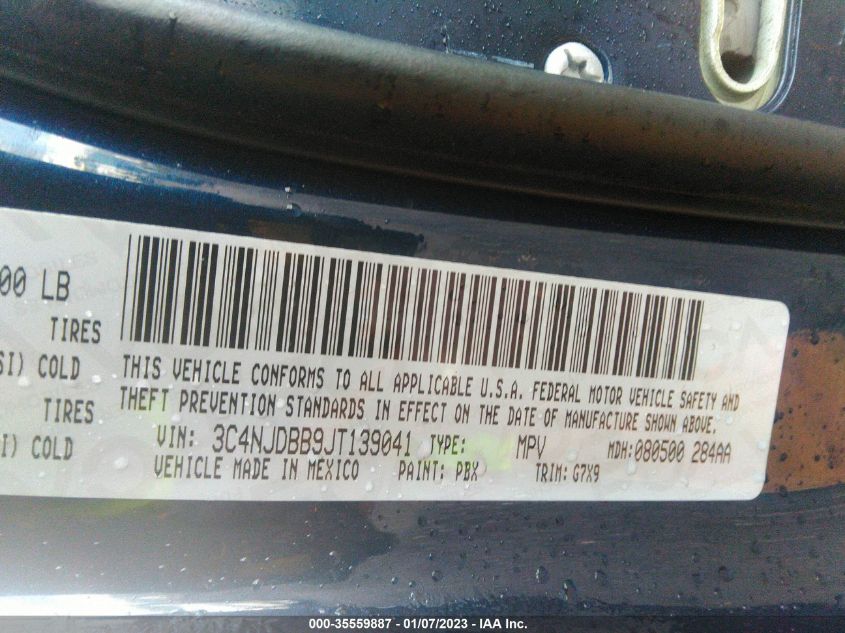 00 LB
TIRES
SI) COLD
TIRES
I) COLD
THIS VEHICLE CONFORMS TO ALL APPLICABLE U.S.A. FEDERAL MOTOR VEHICLE SAFETY AND
THEFT PREVENTION STANDARDS IN EFFECT ON THE DATE OF MANUFACTURE SHOWN ABOVE.
VIN: 3C4NJDBB9JT139041 TYPE: MPV MDH:080500 284AA
VEHICLE MADE IN MEXICO PAINT: PBX TRIM: G7X9
000-35559887 - 01/07/2023 - IAA Inc.